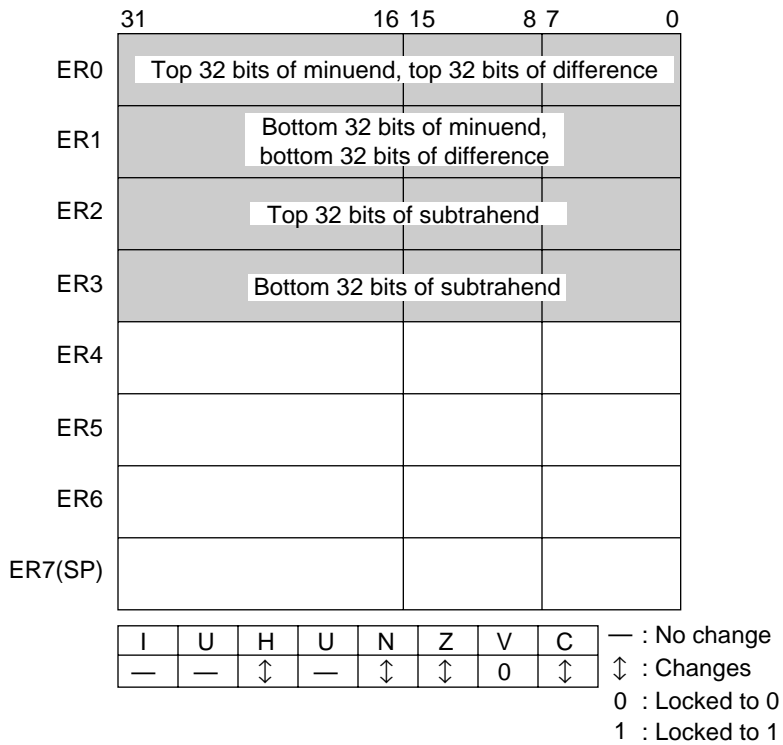 31 16 15 8 7 0
ER0 Top 32 bits of minuend, top 32 bits of difference
ER1 Bottom 32 bits of minuend,
bottom 32 bits of difference
ER2 Top 32 bits of subtrahend
ER3 Bottom 32 bits of subtrahend
ER4
ER5
ER6
ER7(SP)
I U H U N Z V C
— — ↕ — ↕ ↕ 0 ↕
— : No change
↕ : Changes
0 : Locked to 0
1 : Locked to 1